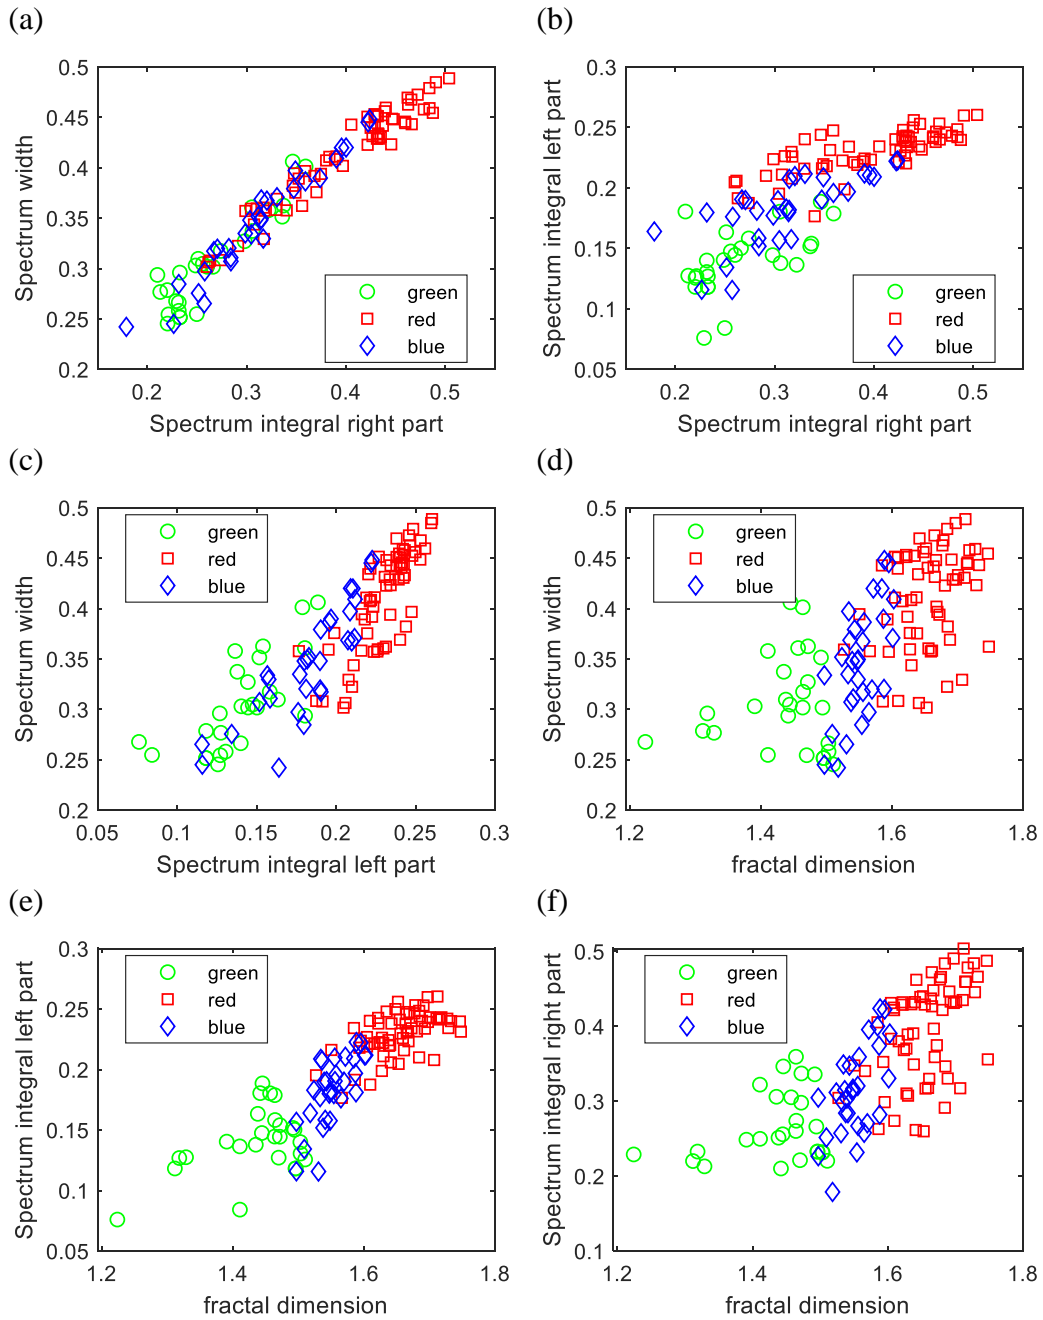 (a)
0.5
0.45
0.4
0.35
0.3
0.25
0.2
Spectrum width
green
red
blue
0.2 0.3 0.4 0.5
Spectrum integral right part
(b)
0.3
0.25
0.2
0.15
0.1
0.05
Spectrum integral left part
green
red
blue
0.2 0.3 0.4 0.5
Spectrum integral right part
(c)
0.5
0.45
0.4
0.35
0.3
0.25
0.2
Spectrum width
green
red
blue
0.05 0.1 0.15 0.2 0.25 0.3
Spectrum integral left part
(d)
0.5
0.45
0.4
0.35
0.3
0.25
0.2
Spectrum width
green
red
blue
1.2 1.4 1.6 1.8
fractal dimension
(e)
0.3
0.25
0.2
0.15
0.1
0.05
Spectrum integral left part
green
red
blue
1.2 1.4 1.6 1.8
fractal dimension
(f)
0.5
0.4
0.3
0.2
0.1
Spectrum integral right part
green
red
blue
1.2 1.4 1.6 1.8
fractal dimension